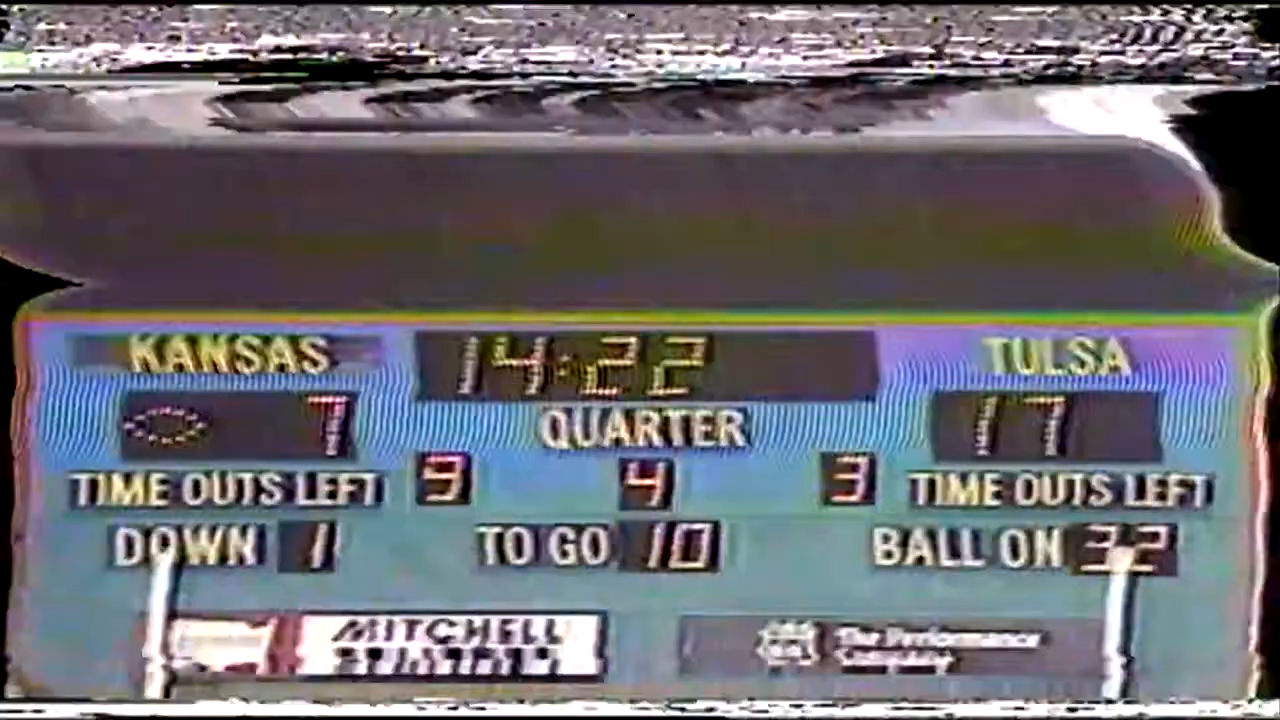 KANSAS 14:22 TULSA
7 QUARTER 17
TIME OUTS LEFT 9 4 3 TIME OUTS LEFT
DOWN 1 TO GO 10 BALL ON 32
MITCHELL
The Performance
Company